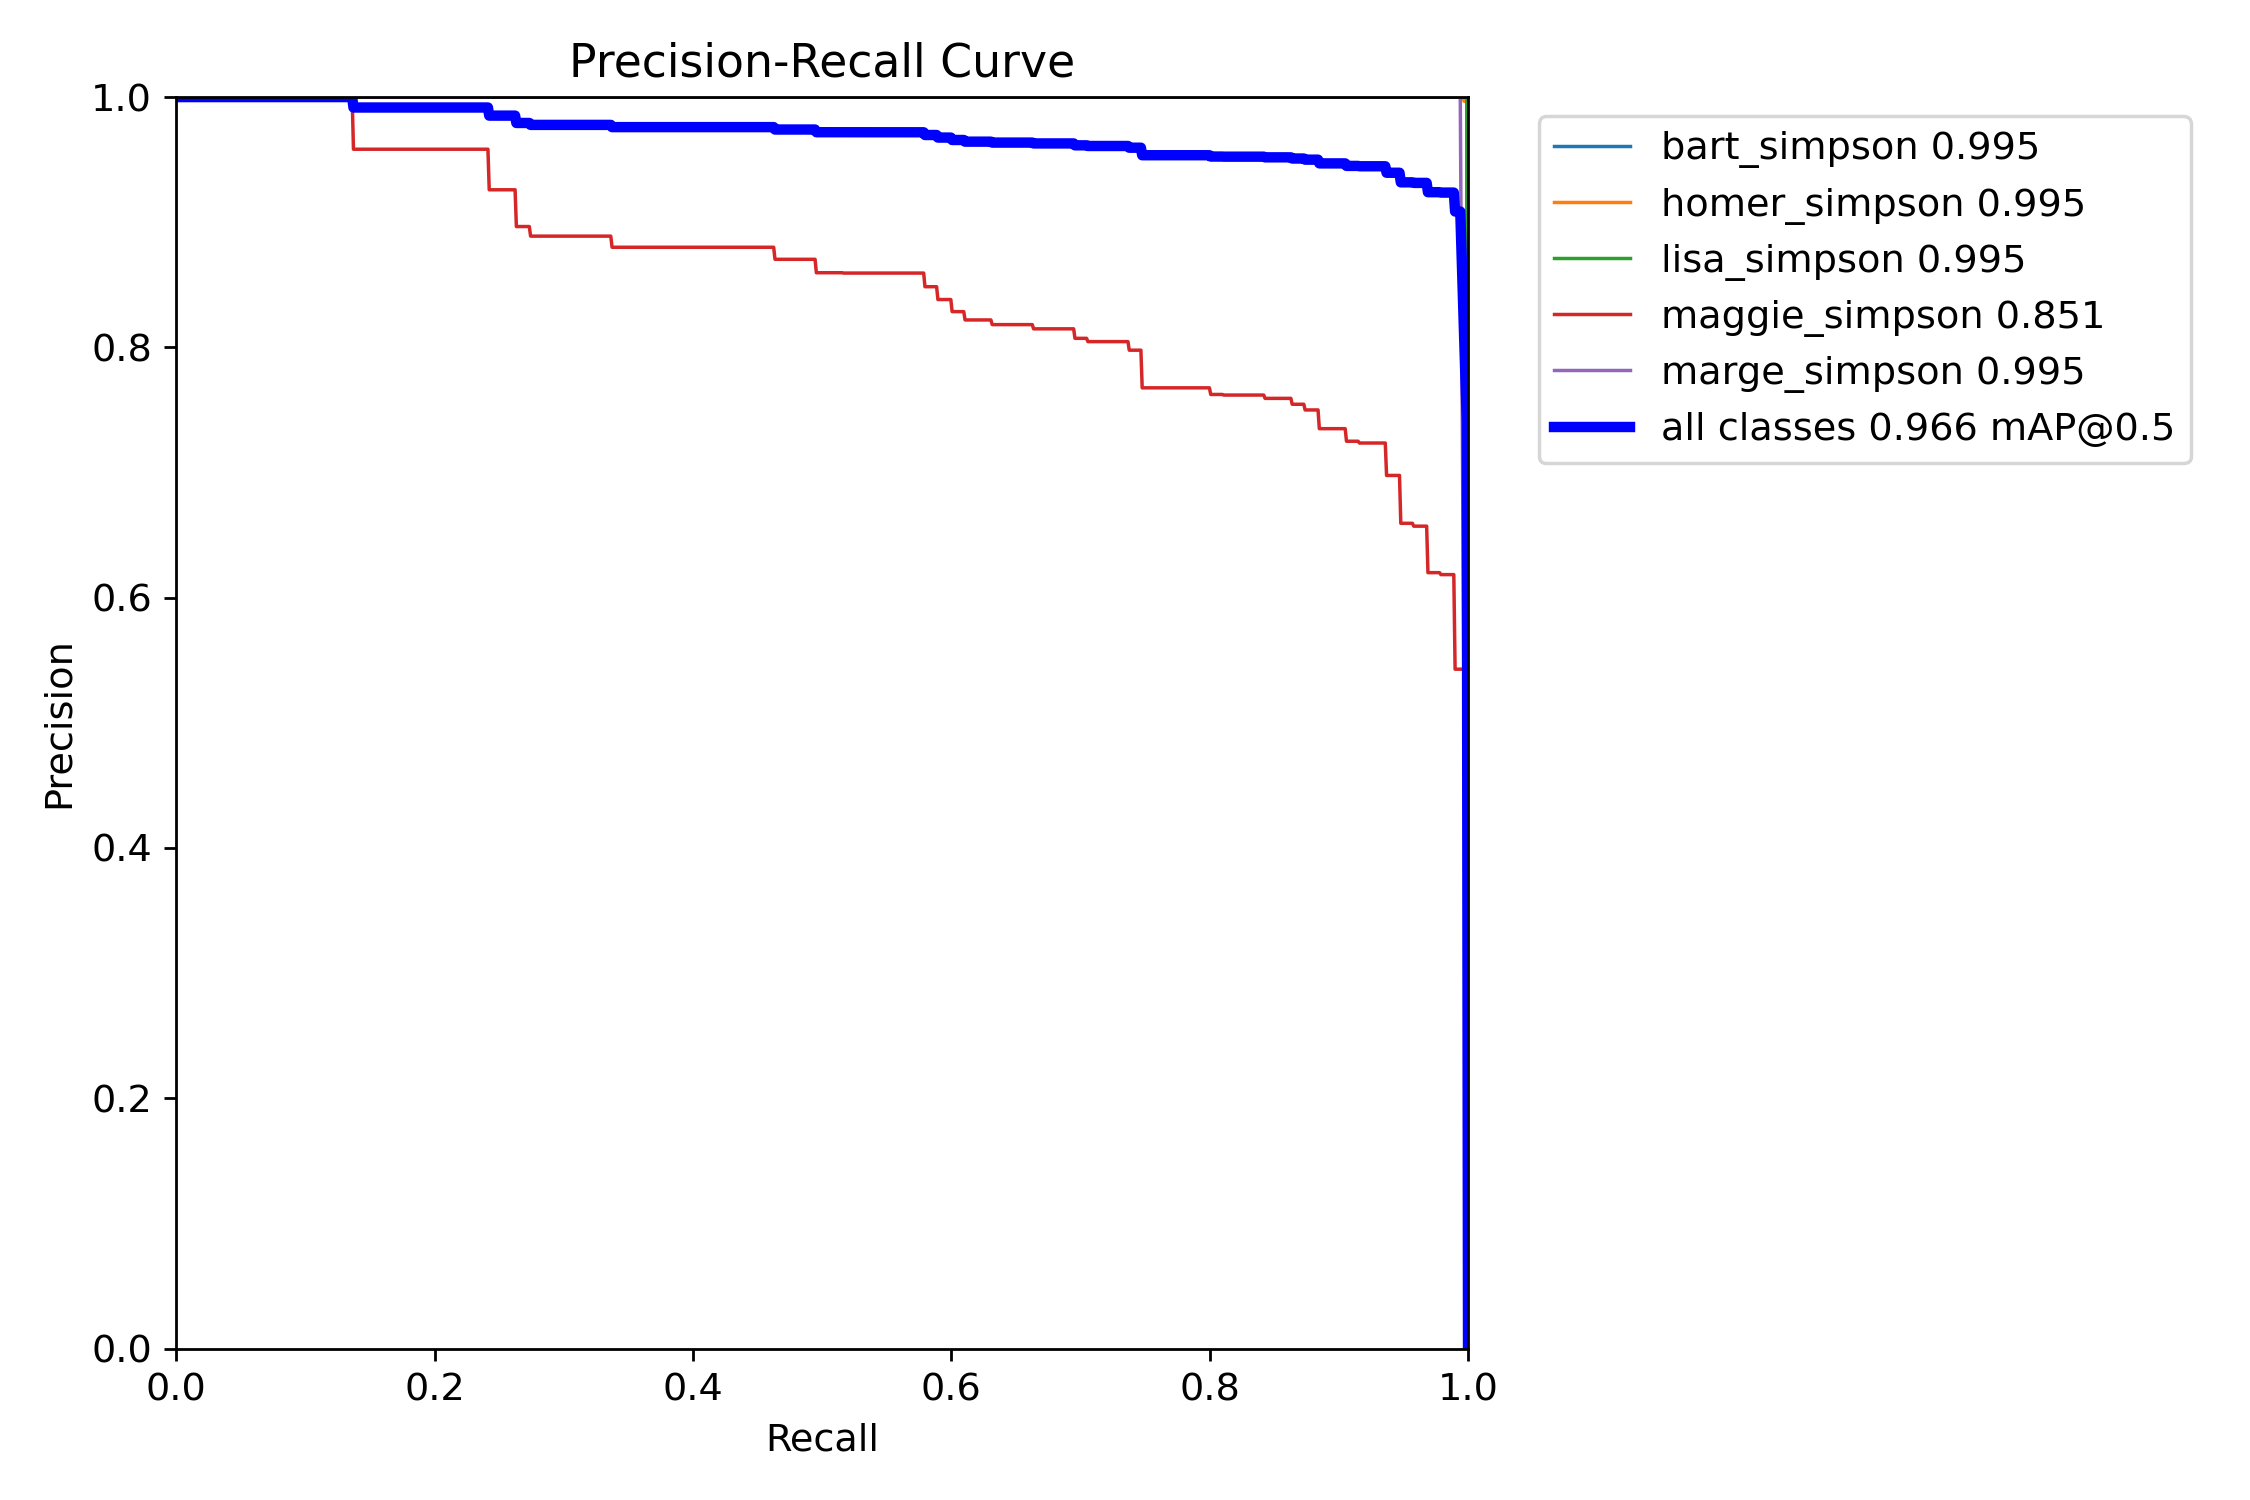 Precision-Recall Curve
1.0
0.8
0.6
0.4
0.2
0.0
Precision
0.0 0.2 0.4 0.6 0.8 1.0
Recall
bart_simpson 0.995
homer_simpson 0.995
lisa_simpson 0.995
maggie_simpson 0.851
marge_simpson 0.995
all classes 0.966 mAP@0.5